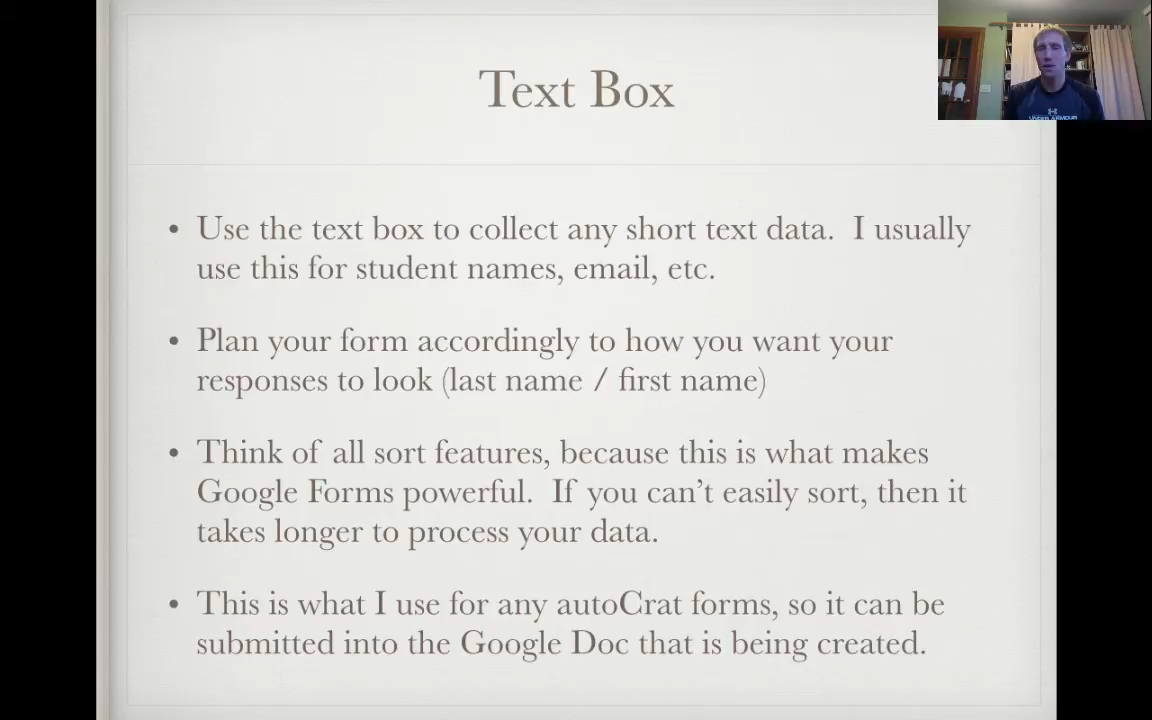 Text Box
• Use the text box to collect any short text data.  I usually
use this for student names, email, etc.
• Plan your form accordingly to how you want your
responses to look (last name / first name)
• Think of all sort features, because this is what makes
Google Forms powerful.  If you can't easily sort, then it
takes longer to process your data.
• This is what I use for any autoCrat forms, so it can be
submitted into the Google Doc that is being created.
UNDER ARMOUR